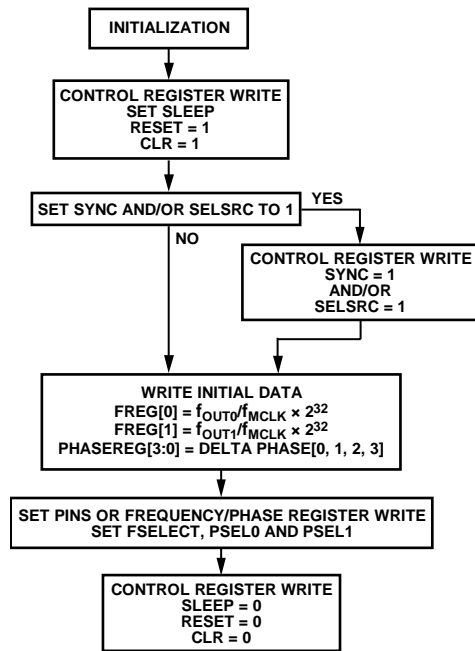 INITIALIZATION
CONTROL REGISTER WRITE
SET SLEEP
RESET = 1
CLR = 1
SET SYNC AND/OR SELSRC TO 1
YES
NO
CONTROL REGISTER WRITE
SYNC = 1
AND/OR
SELSRC = 1
WRITE INITIAL DATA
FREG[0] = fOUT0/fMCLK × 2³²
FREG[1] = fOUT1/fMCLK × 2³²
PHASEREG[3:0] = DELTA PHASE[0, 1, 2, 3]
SET PINS OR FREQUENCY/PHASE REGISTER WRITE
SET FSELECT, PSEL0 AND PSEL1
CONTROL REGISTER WRITE
SLEEP = 0
RESET = 0
CLR = 0